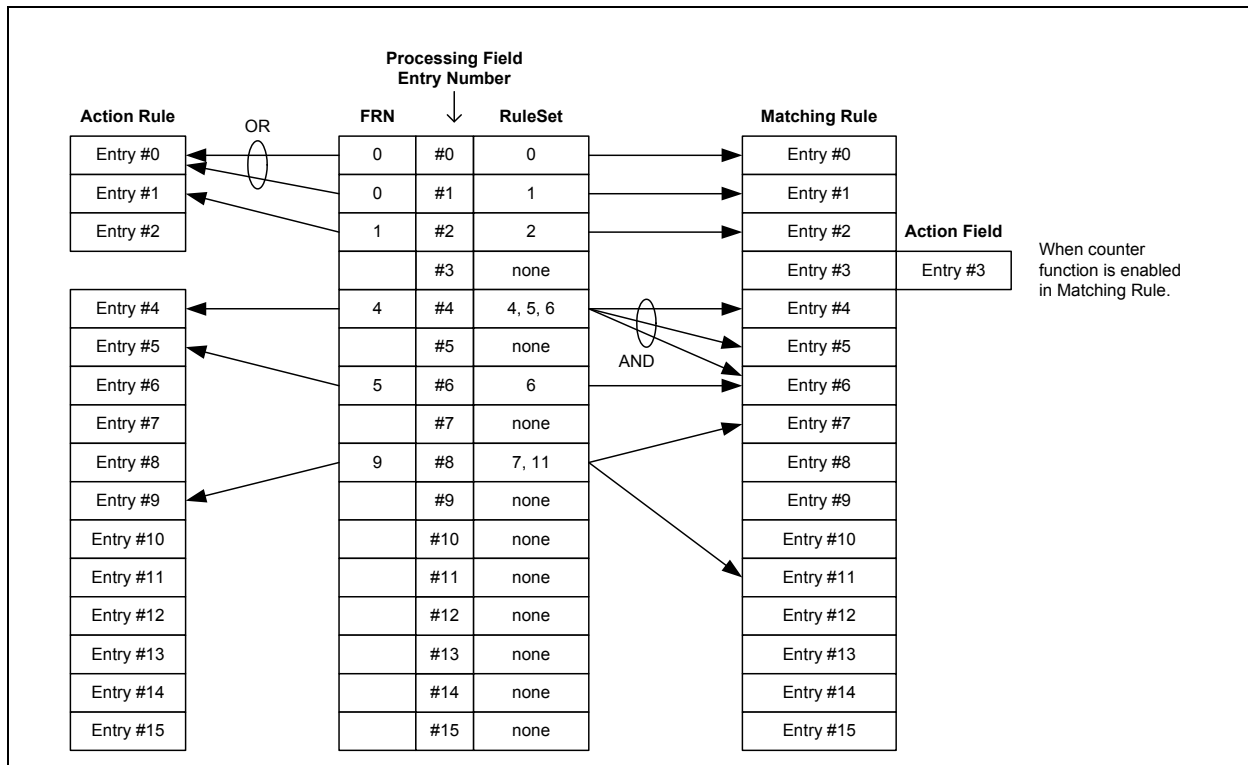 Processing Field
Entry Number
Action Rule
OR
FRN
RuleSet
Matching Rule
Entry #0
0
#0
0
Entry #0
Entry #1
0
#1
1
Entry #1
Entry #2
1
#2
2
Entry #2
Action Field
#3
none
Entry #3
Entry #3
When counter
function is enabled
in Matching Rule.
Entry #4
4
#4
4, 5, 6
Entry #4
Entry #5
#5
none
AND
Entry #5
Entry #6
5
#6
6
Entry #6
Entry #7
#7
none
Entry #7
Entry #8
9
#8
7, 11
Entry #8
Entry #9
#9
none
Entry #9
Entry #10
#10
none
Entry #10
Entry #11
#11
none
Entry #11
Entry #12
#12
none
Entry #12
Entry #13
#13
none
Entry #13
Entry #14
#14
none
Entry #14
Entry #15
#15
none
Entry #15